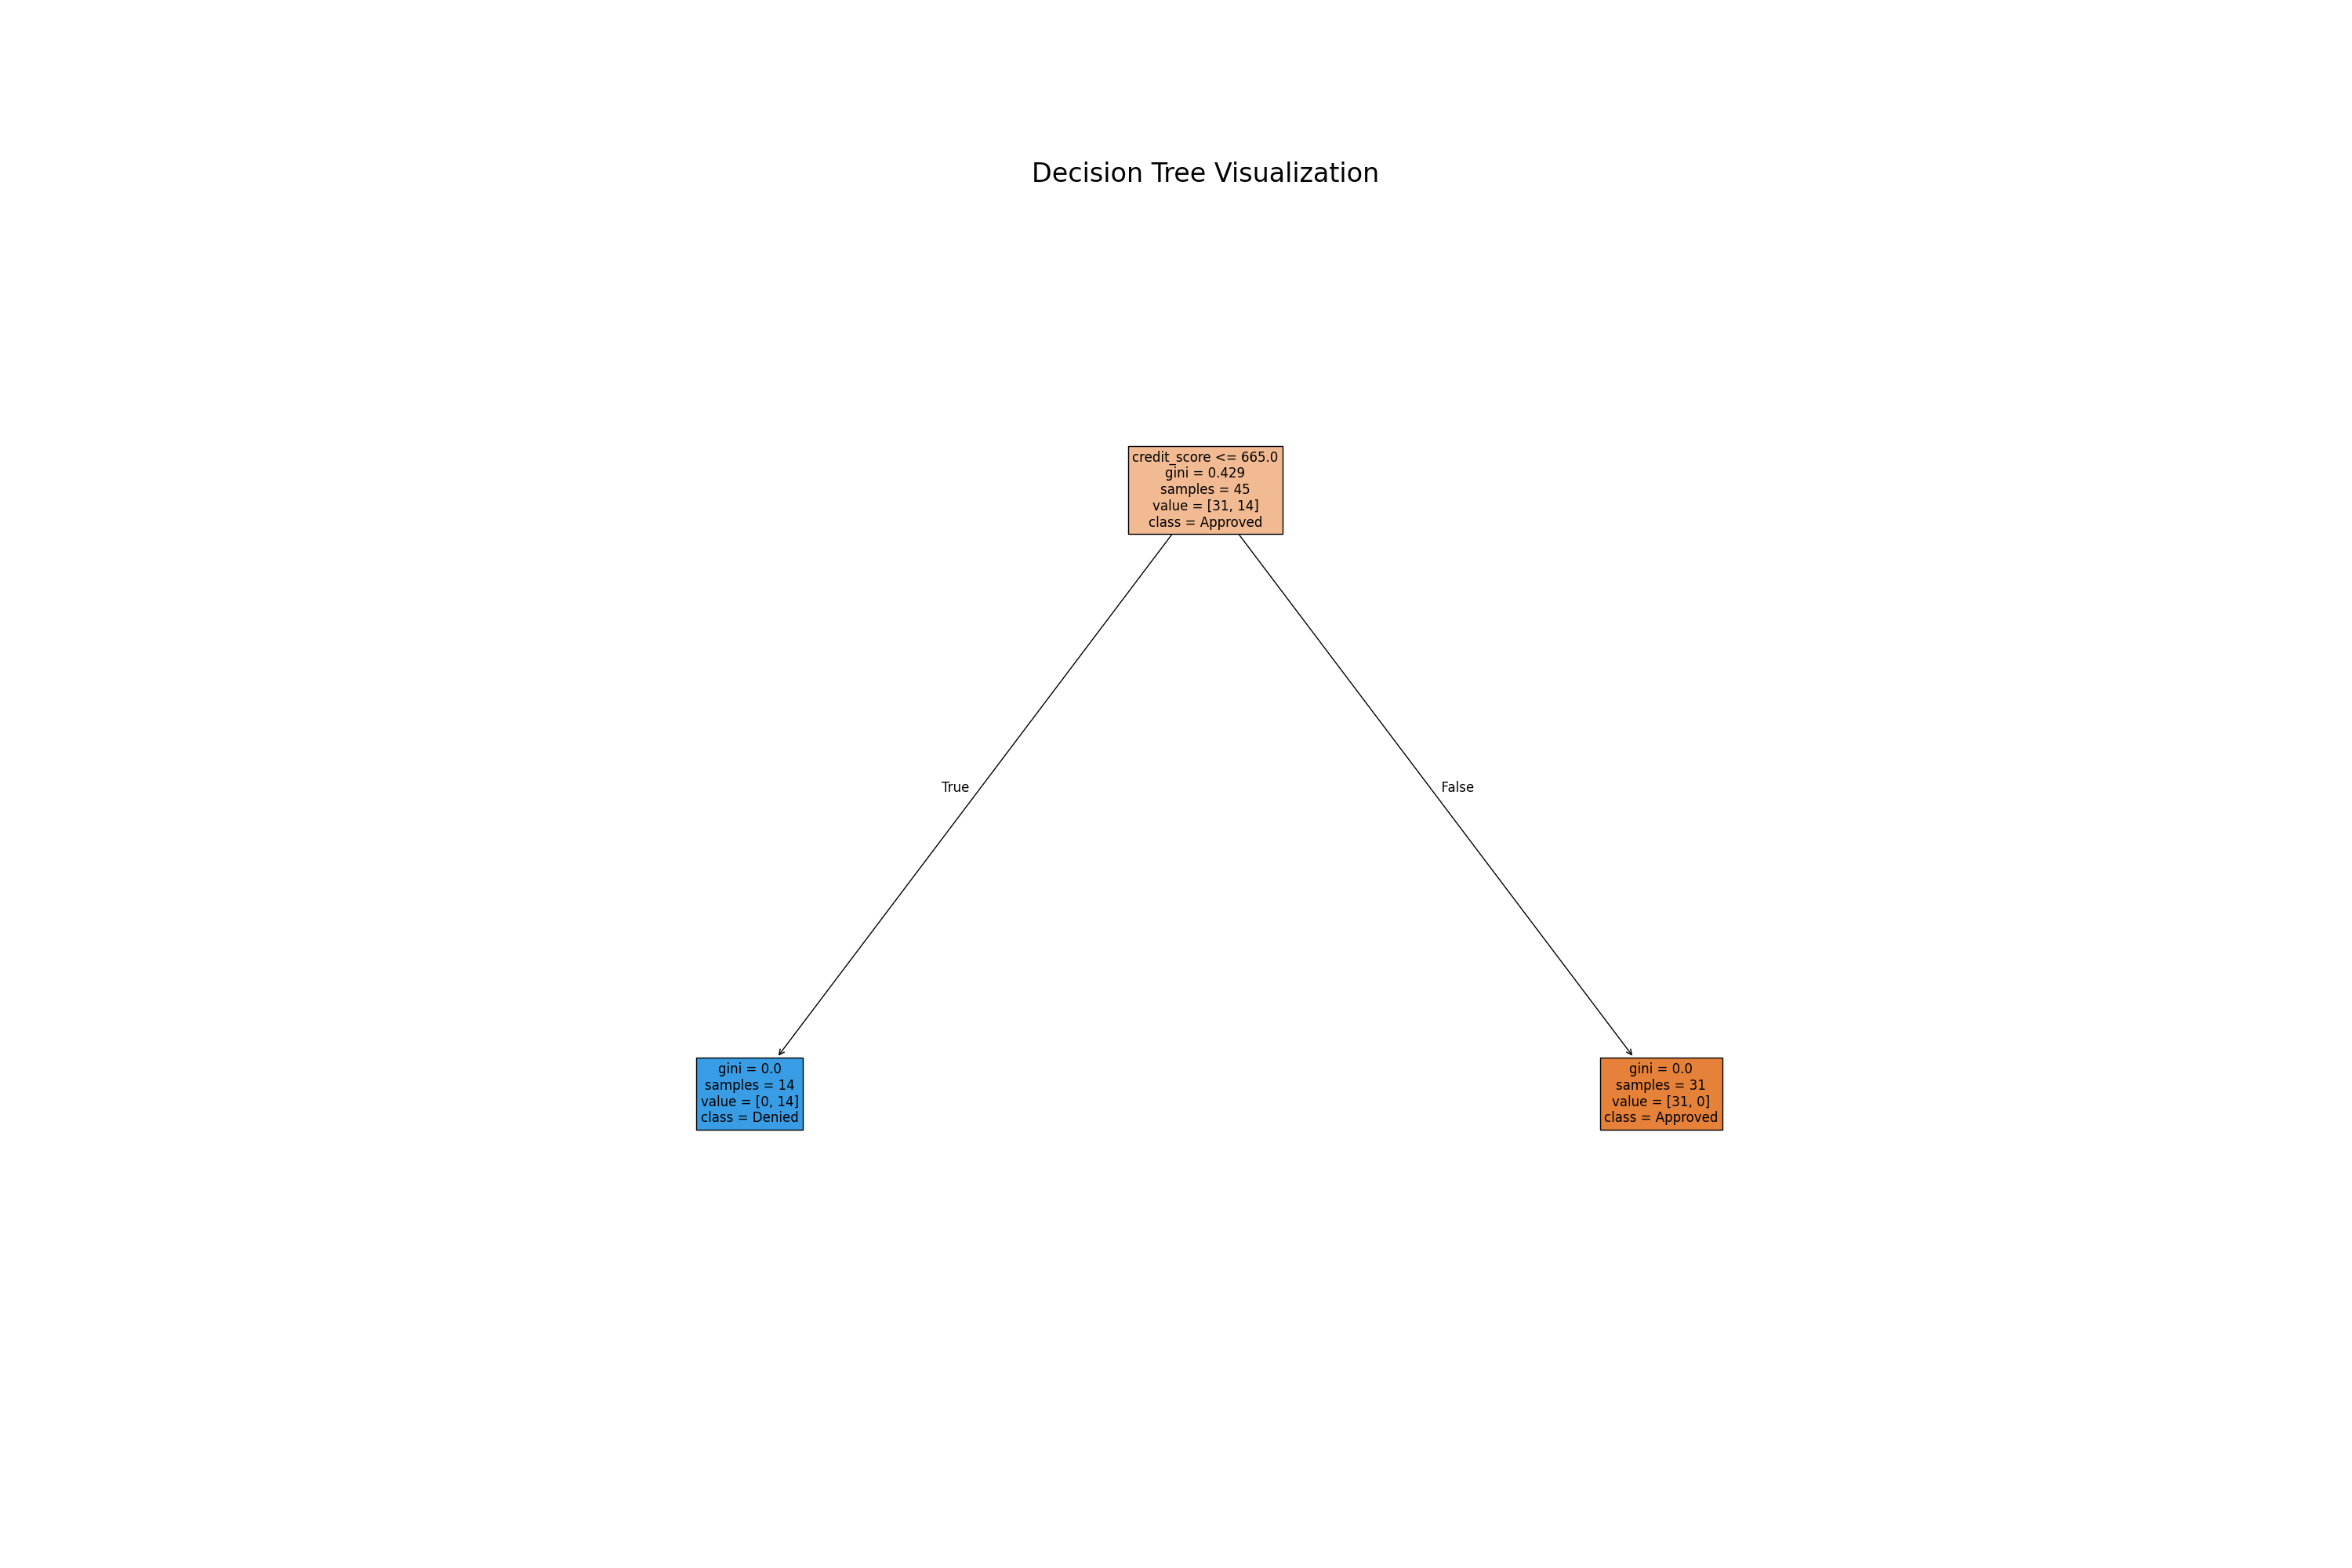 Decision Tree Visualization
credit_score <= 665.0
gini = 0.429
samples = 45
value = [31, 14]
class = Approved
True
False
gini = 0.0
samples = 14
value = [0, 14]
class = Denied
gini = 0.0
samples = 31
value = [31, 0]
class = Approved